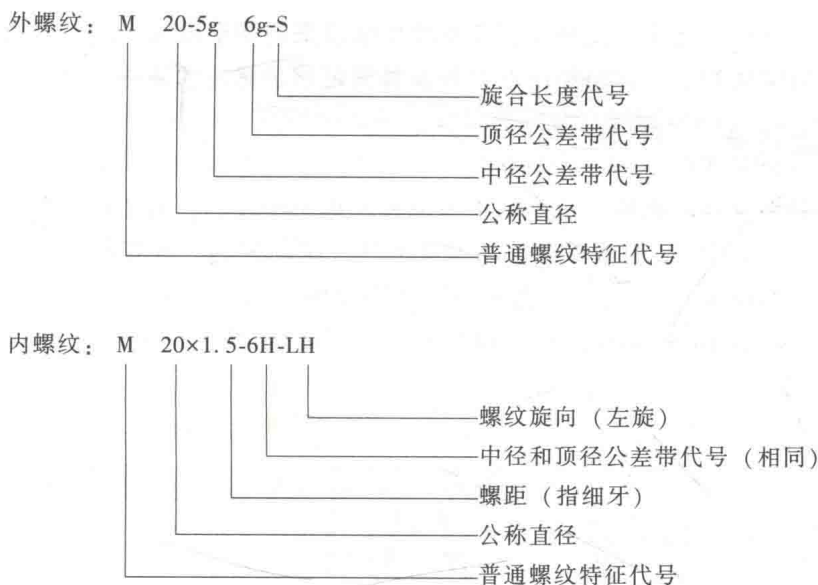 外螺纹： M 20-5g 6g-S
旋合长度代号
顶径公差带代号
中径公差带代号
公称直径
普通螺纹特征代号
内螺纹： M 20×1.5-6H-LH
螺纹旋向（左旋）
中径和顶径公差带代号（相同）
螺距（指细牙）
公称直径
普通螺纹特征代号